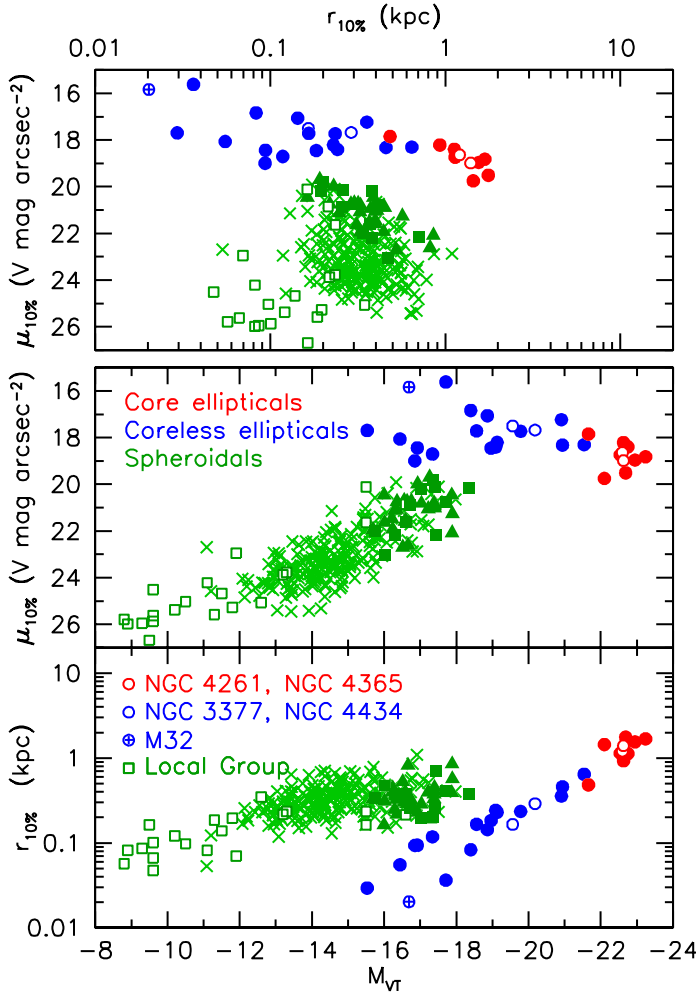 r10% (kpc)
0.01 0.1 1 10
16
18
20
22
24
26
μ10% (V mag arcsec−2)
16
18
20
22
24
26
μ10% (V mag arcsec−2)
Core ellipticals
Coreless ellipticals
Spheroidals
10
1
0.1
0.01
r10% (kpc)
NGC 4261, NGC 4365
NGC 3377, NGC 4434
M32
Local Group
−8 −10 −12 −14 −16 −18 −20 −22 −24
MVT